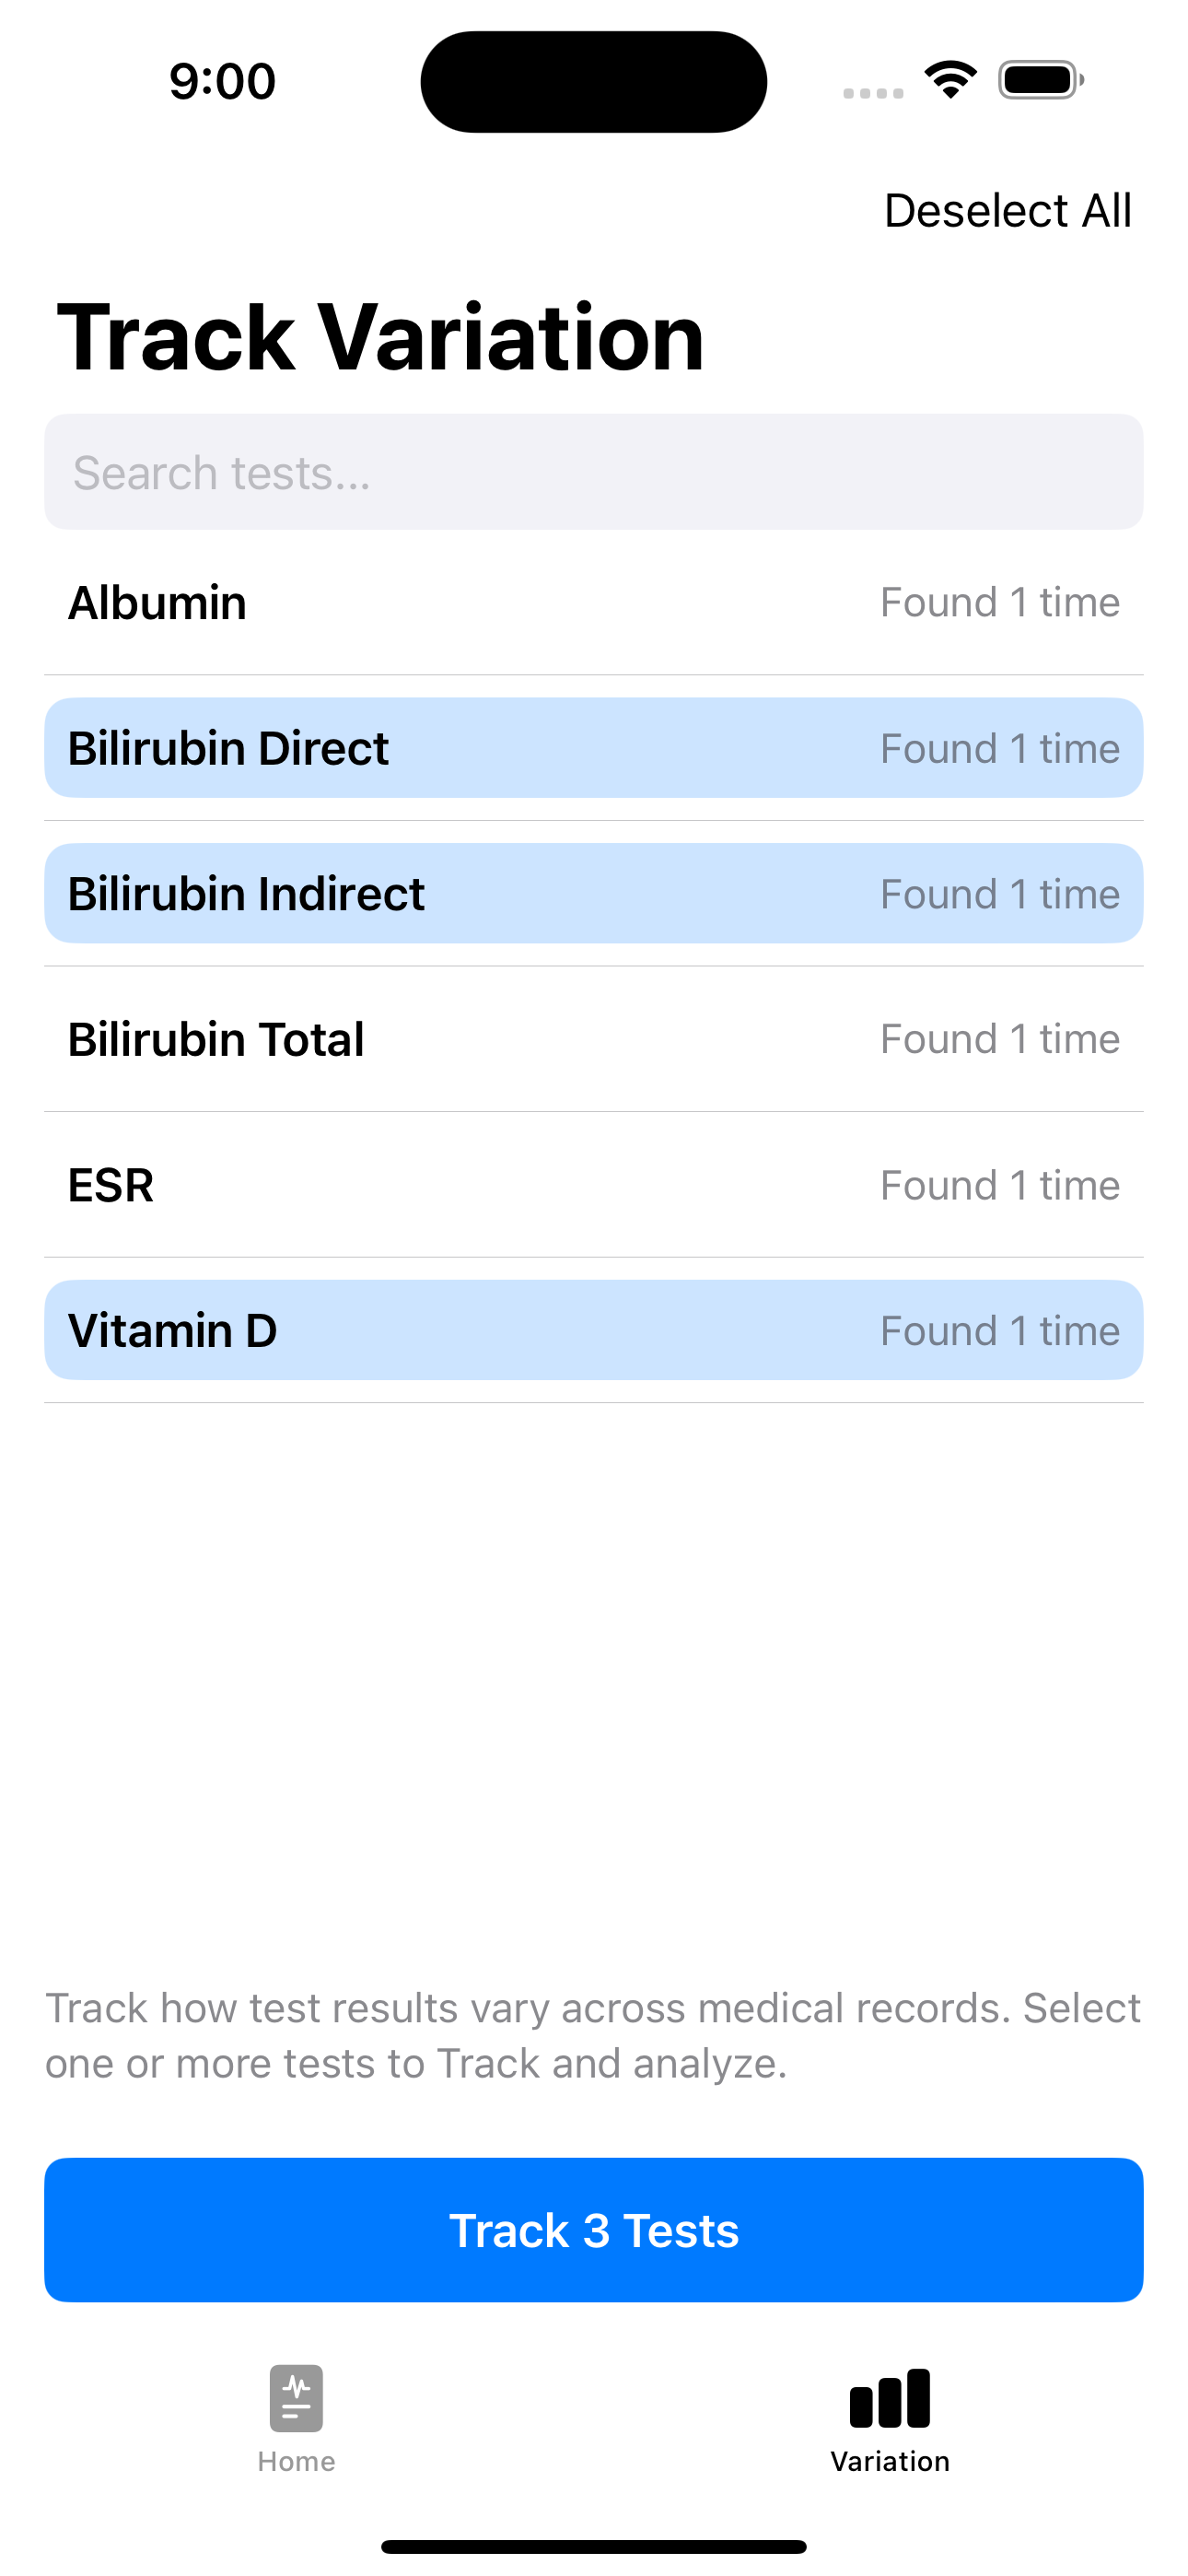 9:00
Deselect All
Track Variation
Search tests...
Albumin Found 1 time
Bilirubin Direct Found 1 time
Bilirubin Indirect Found 1 time
Bilirubin Total Found 1 time
ESR Found 1 time
Vitamin D Found 1 time
Track how test results vary across medical records. Select
one or more tests to Track and analyze.
Track 3 Tests
Home Variation